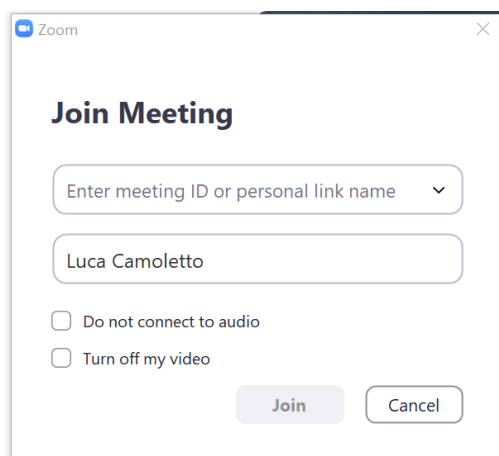 Zoom
Join Meeting
Enter meeting ID or personal link name
Luca Camoletto
Do not connect to audio
Turn off my video
Join Cancel